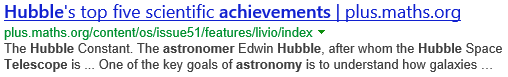 Hubble's top five scientific achievements | plus.maths.org
plus.maths.org/content/os/issue51/features/livio/index
The Hubble Constant. The astronomer Edwin Hubble, after whom the Hubble Space
Telescope is ... One of the key goals of astronomy is to understand how galaxies ...